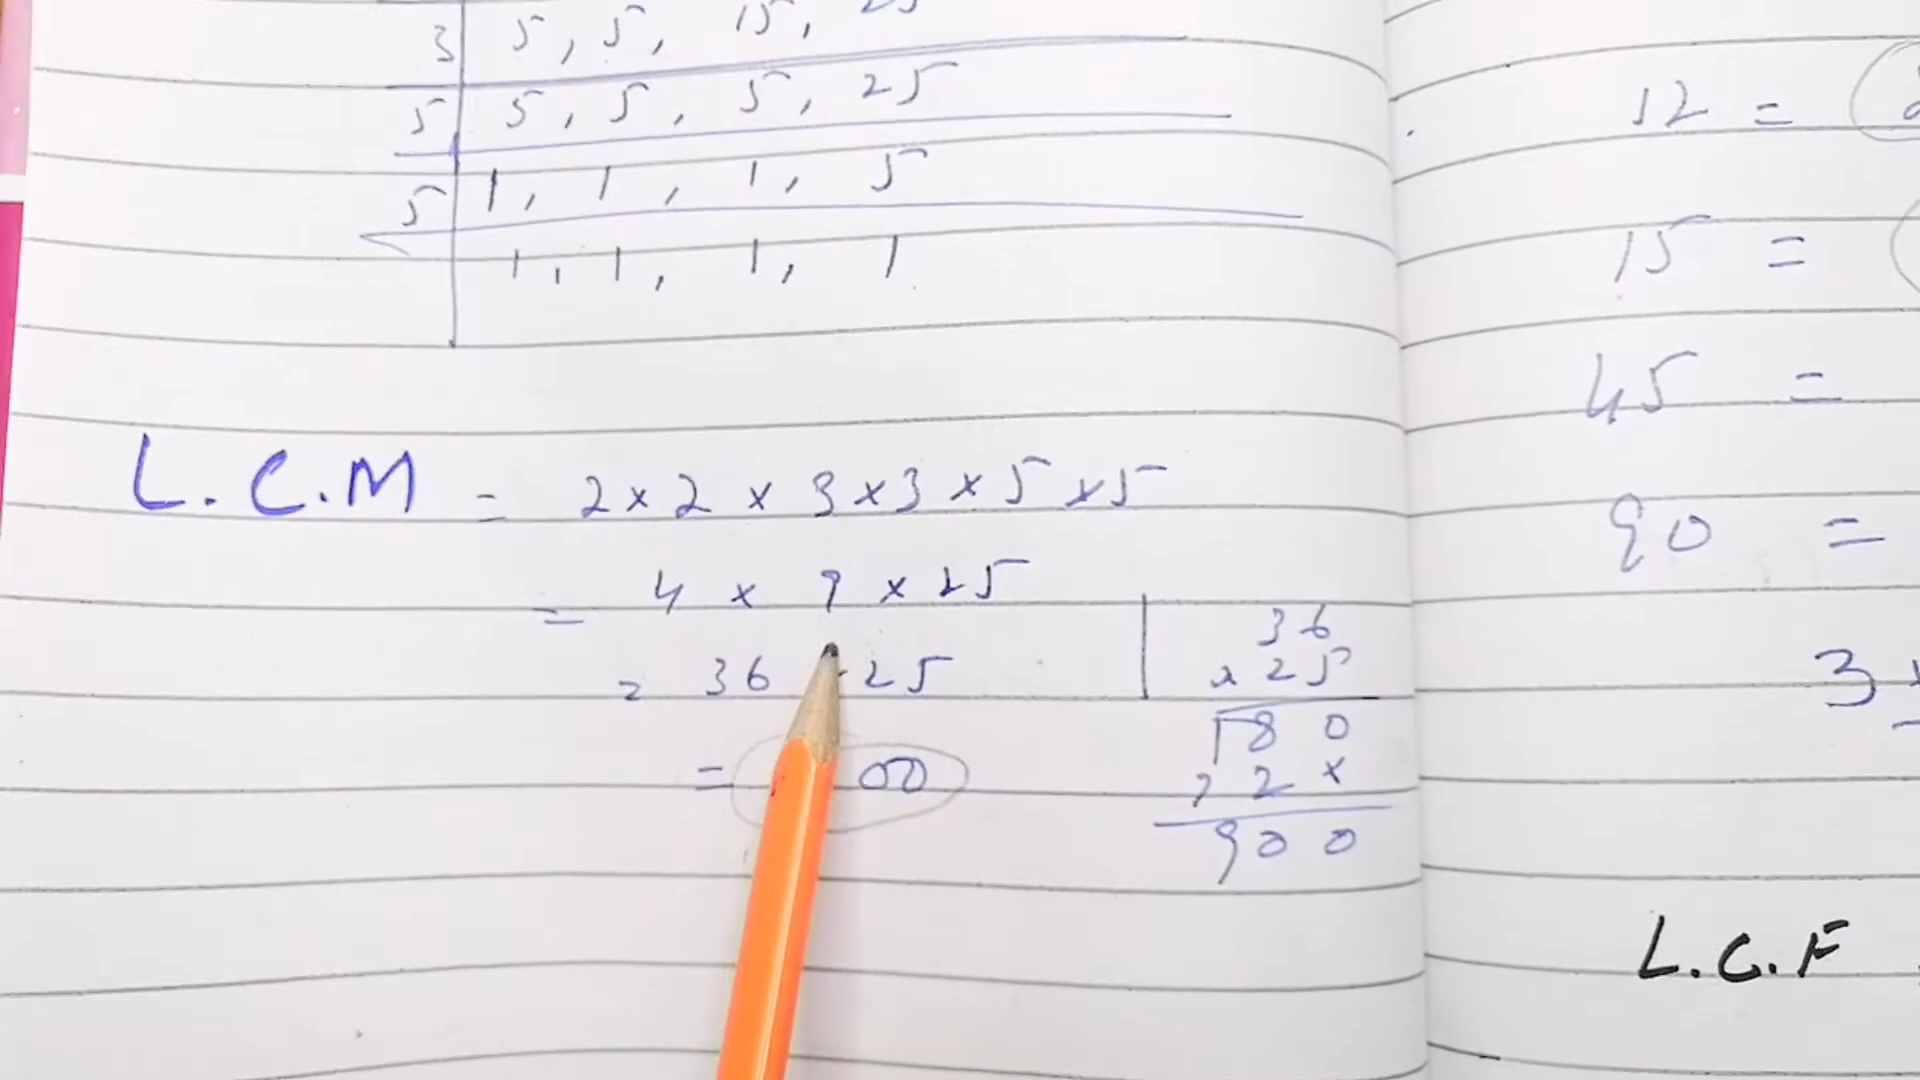 3 | 5, 5, 15, 25
5 | 5, 5, 5, 25
5 | 1, 1, 1, 5
1, 1, 1, 1
L.C.M = 2 × 2 × 3 × 3 × 5 × 5
= 4 × 9 × 25
= 36 25
= 00
36
× 25
180
72 ×
900
12 =
15 =
45 =
90 =
3 ×
L.C.F